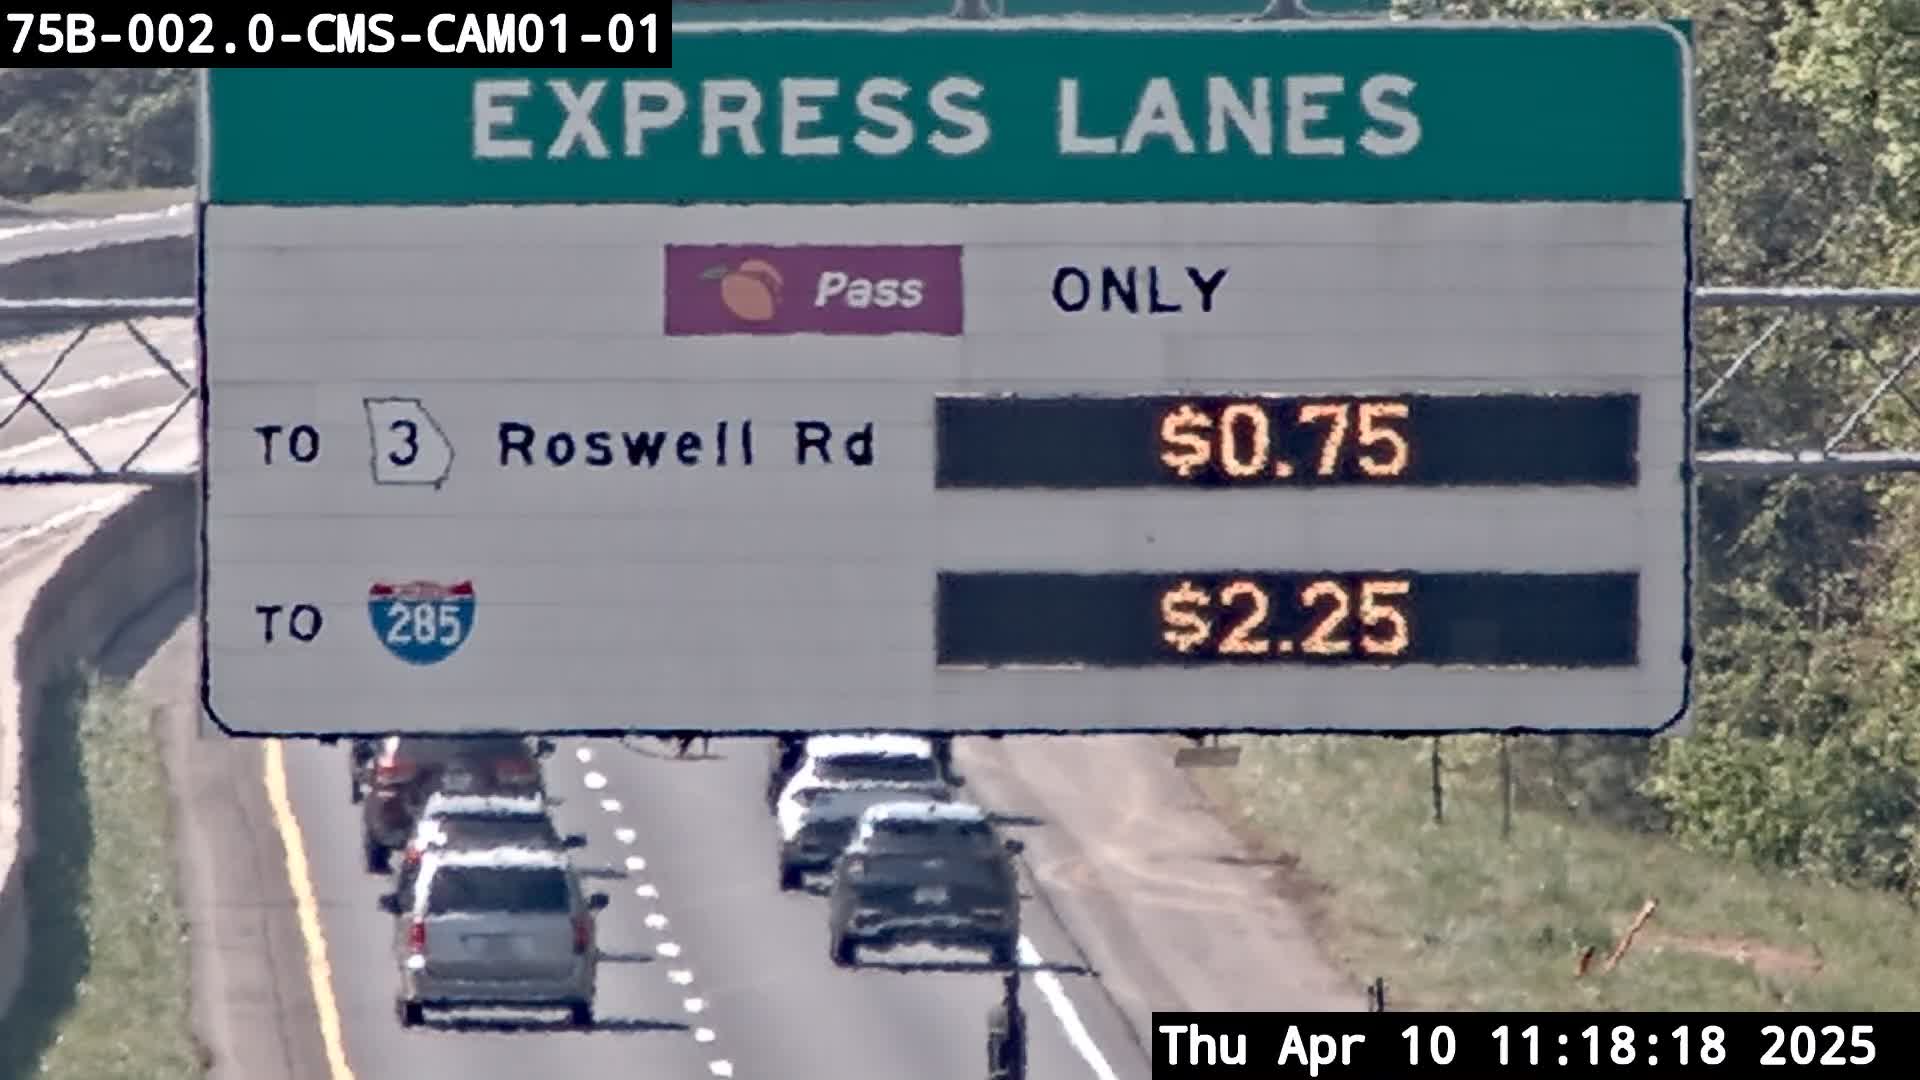 75B-002.0-CMS-CAM01-01
EXPRESS LANES
Pass ONLY
TO 3 Roswell Rd $0.75
TO 285 $2.25
Thu Apr 10 11:18:18 2025